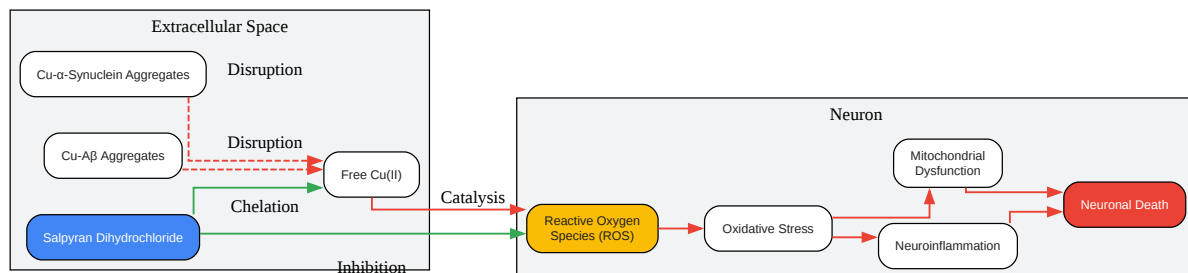 Extracellular Space
Cu-α-Synuclein Aggregates
Disruption
Cu-Aβ Aggregates
Disruption
Free Cu(II)
Chelation
Salpyran Dihydrochloride
Inhibition
Catalysis
Neuron
Reactive Oxygen
Species (ROS)
Oxidative Stress
Mitochondrial
Dysfunction
Neuroinflammation
Neuronal Death